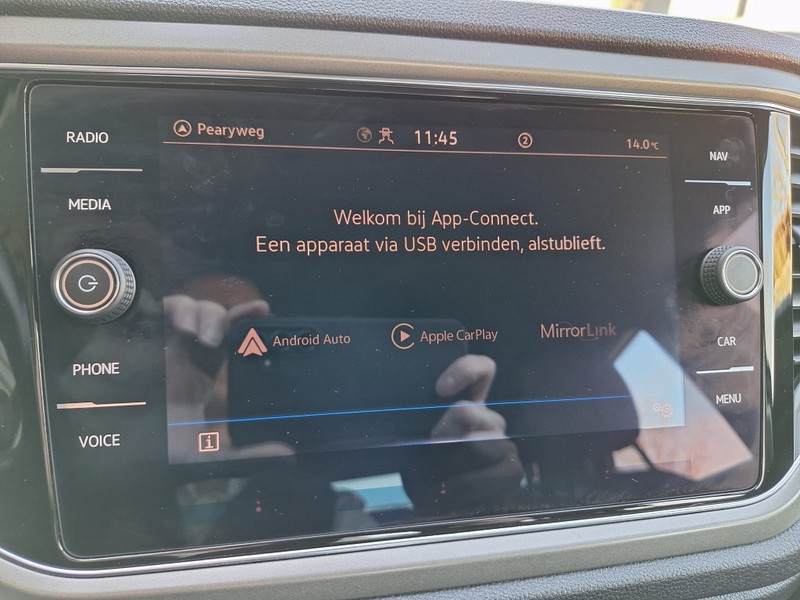 RADIO
MEDIA
PHONE
VOICE
Pearyweg
11:45
2
14.0°C
Welkom bij App-Connect.
Een apparaat via USB verbinden, alstublieft.
Android Auto
Apple CarPlay
MirrorLink
i
NAV
APP
CAR
MENU